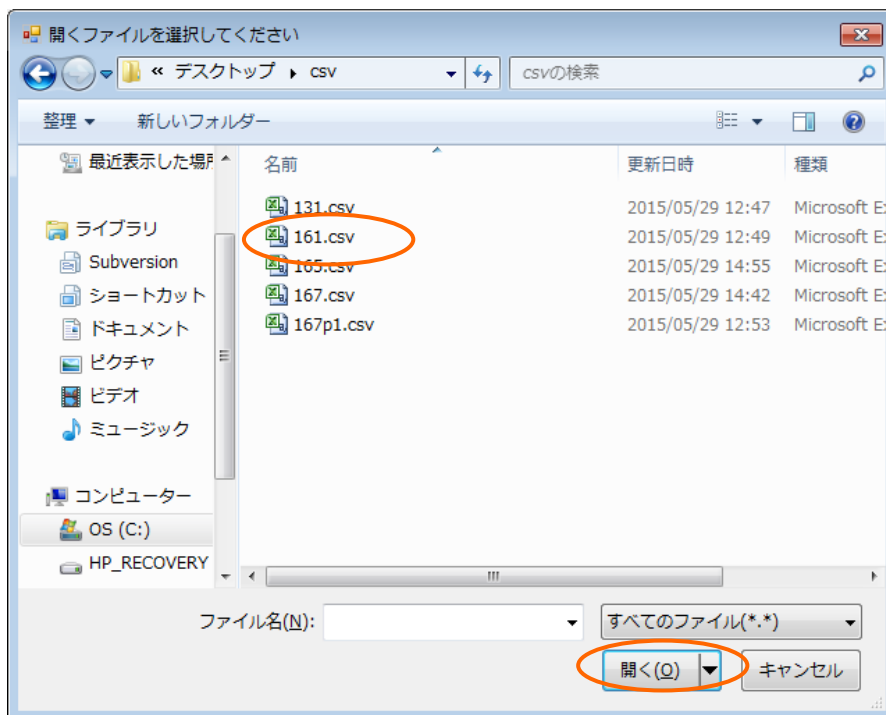 開くファイルを選択してください
« デスクトップ ▸ csv
csvの検索
整理 ▼ 新しいフォルダー
最近表示した場所
名前 更新日時 種類
131.csv 2015/05/29 12:47 Microsoft Ex
ライブラリ
161.csv 2015/05/29 12:49 Microsoft Ex
Subversion
165.csv 2015/05/29 14:55 Microsoft Ex
ショートカット
167.csv 2015/05/29 14:42 Microsoft Ex
ドキュメント
167p1.csv 2015/05/29 12:53 Microsoft Ex
ピクチャ
ビデオ
ミュージック
コンピューター
OS (C:)
HP_RECOVERY
ファイル名(N):
すべてのファイル(*.*)
開く(O)
キャンセル